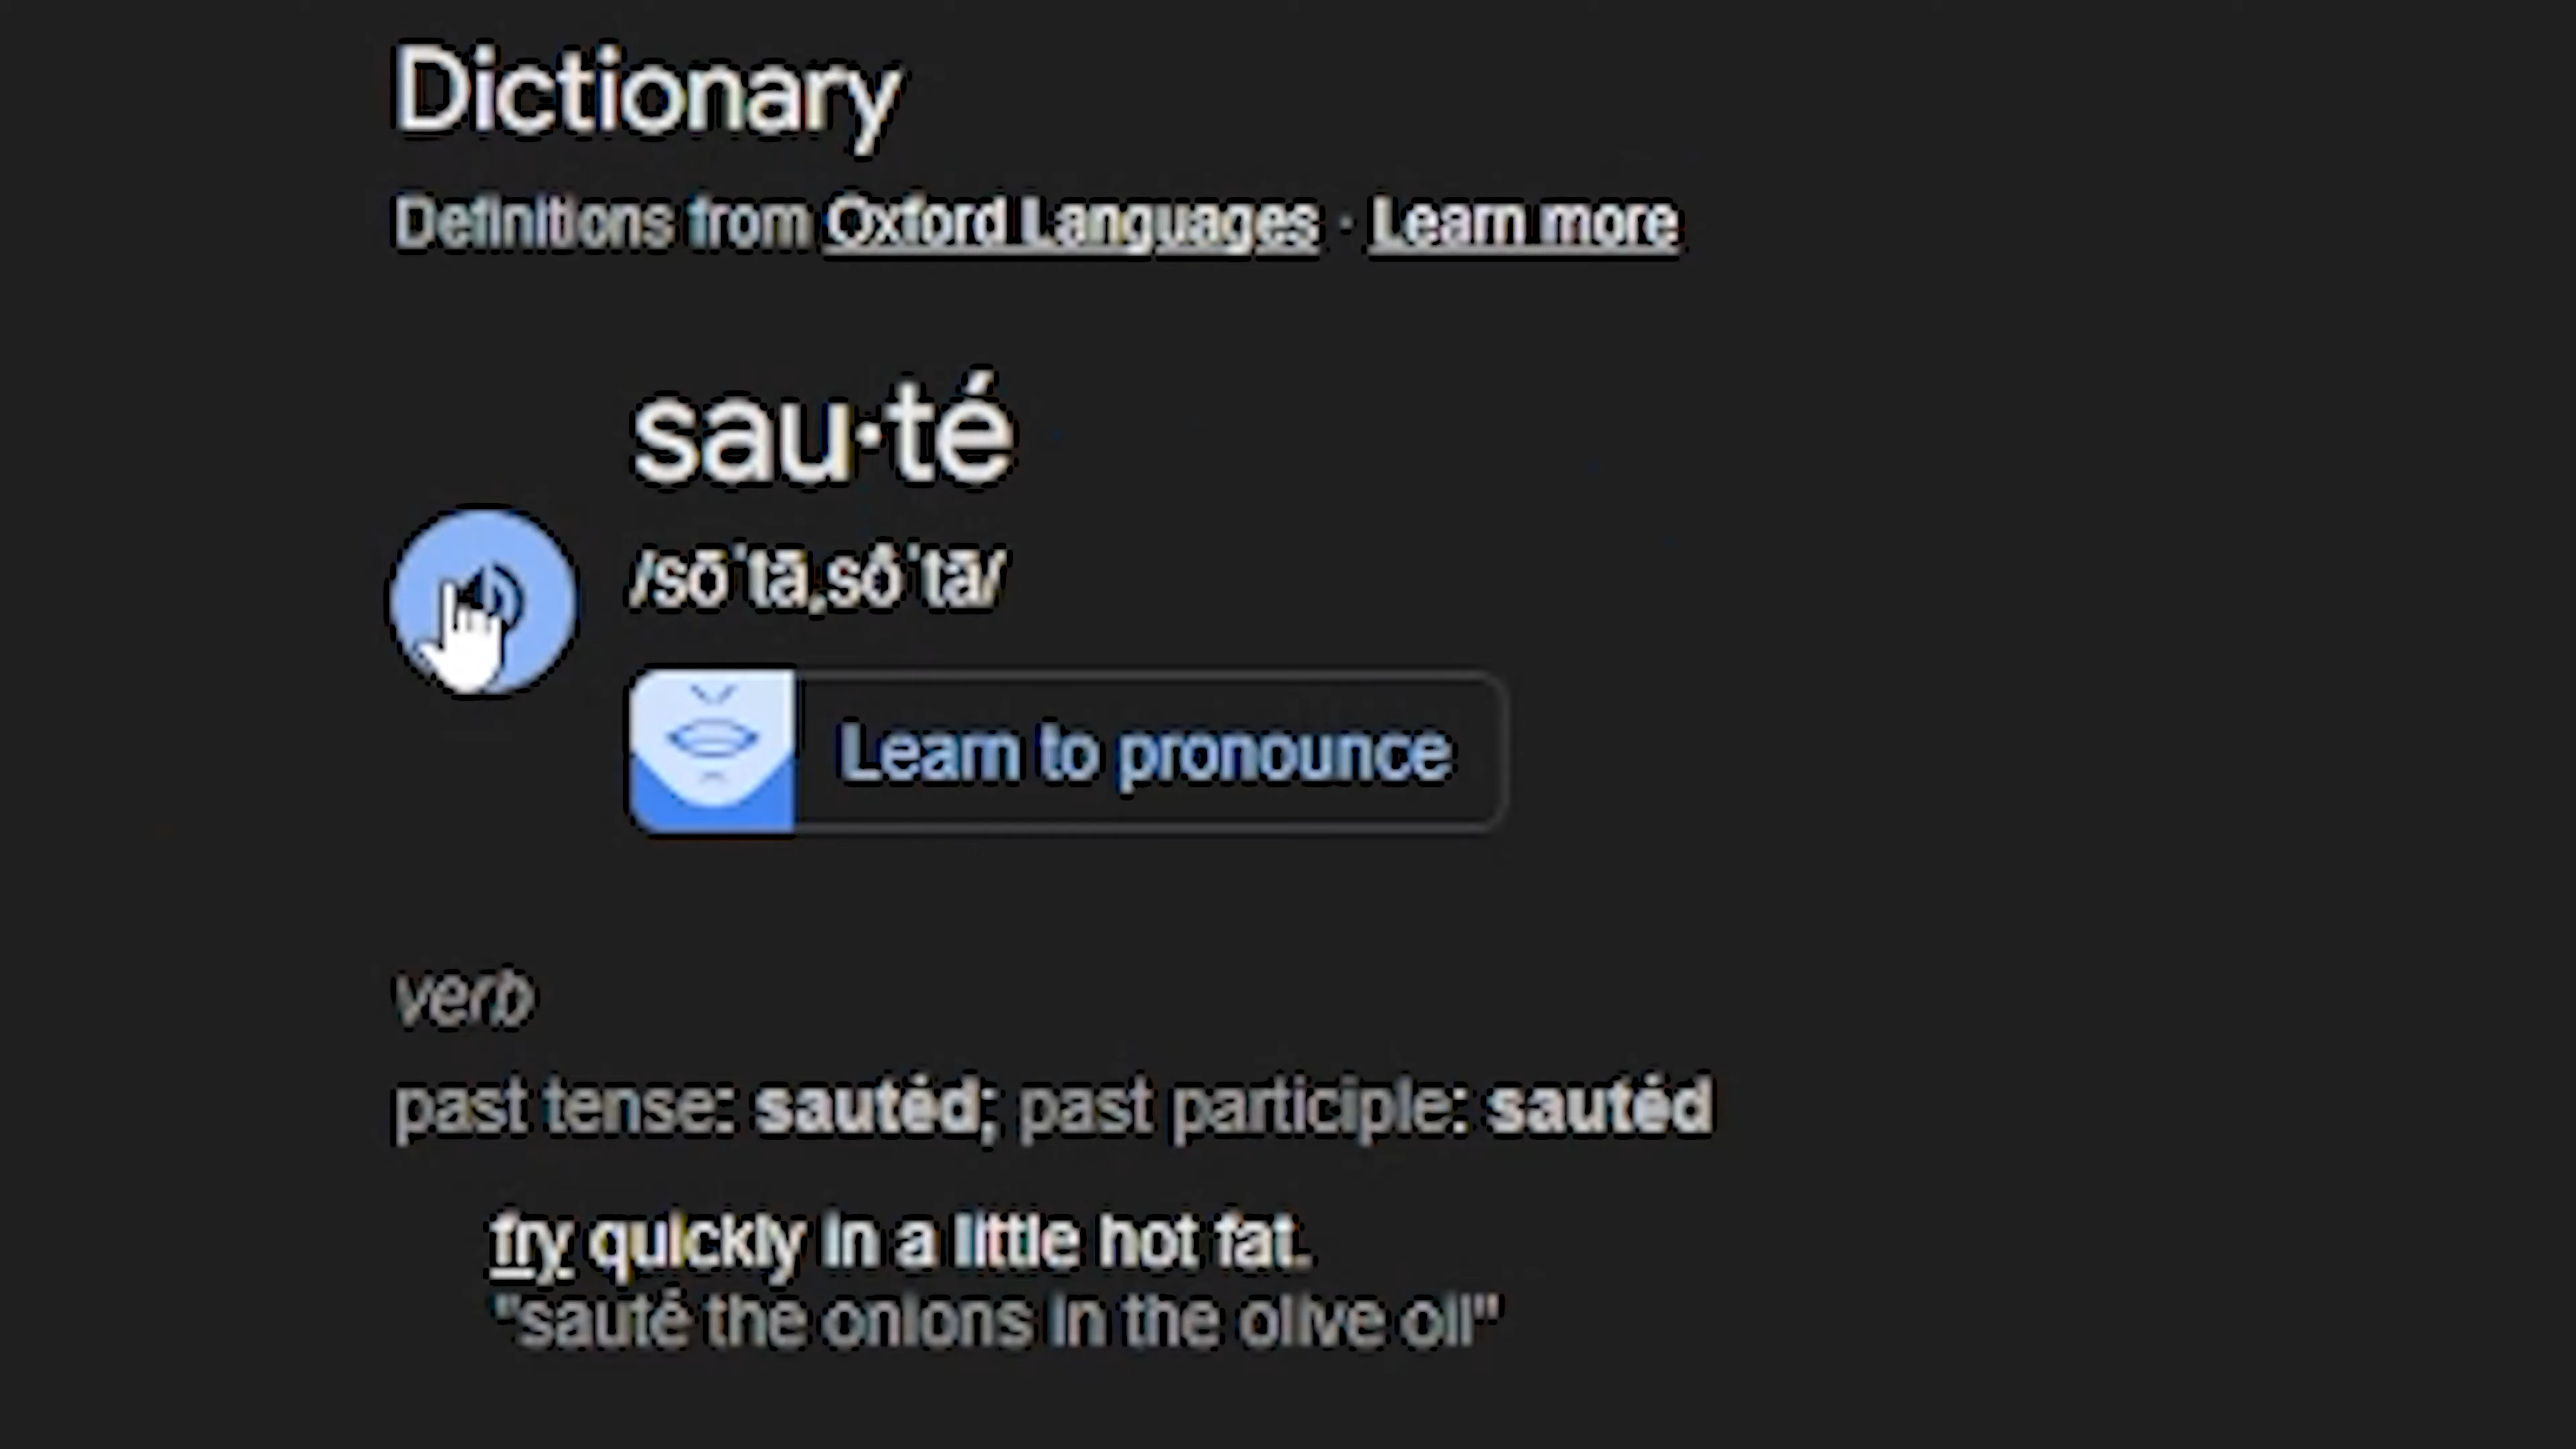 Dictionary
Definitions from Oxford Languages · Learn more
sau·té
/sōˈtā,sôˈtā/
Learn to pronounce
verb
past tense: sautéd; past participle: sautéd
fry quickly in a little hot fat.
"sauté the onions in the olive oil"